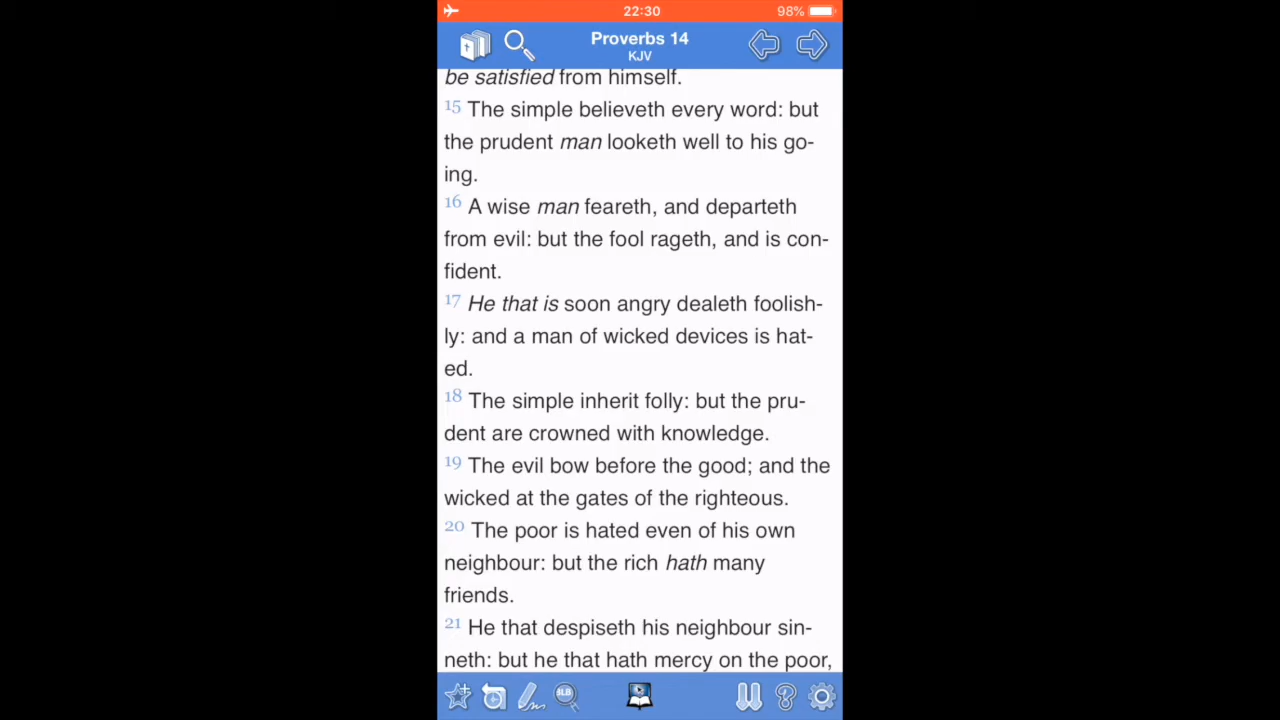 22:30
98%
Proverbs 14
KJV
be satisfied from himself.
15 The simple believeth every word: but
the prudent man looketh well to his go-
ing.
16 A wise man feareth, and departeth
from evil: but the fool rageth, and is con-
fident.
17 He that is soon angry dealeth foolish-
ly: and a man of wicked devices is hat-
ed.
18 The simple inherit folly: but the pru-
dent are crowned with knowledge.
19 The evil bow before the good; and the
wicked at the gates of the righteous.
20 The poor is hated even of his own
neighbour: but the rich hath many
friends.
21 He that despiseth his neighbour sin-
neth: but he that hath mercy on the poor,
BLB